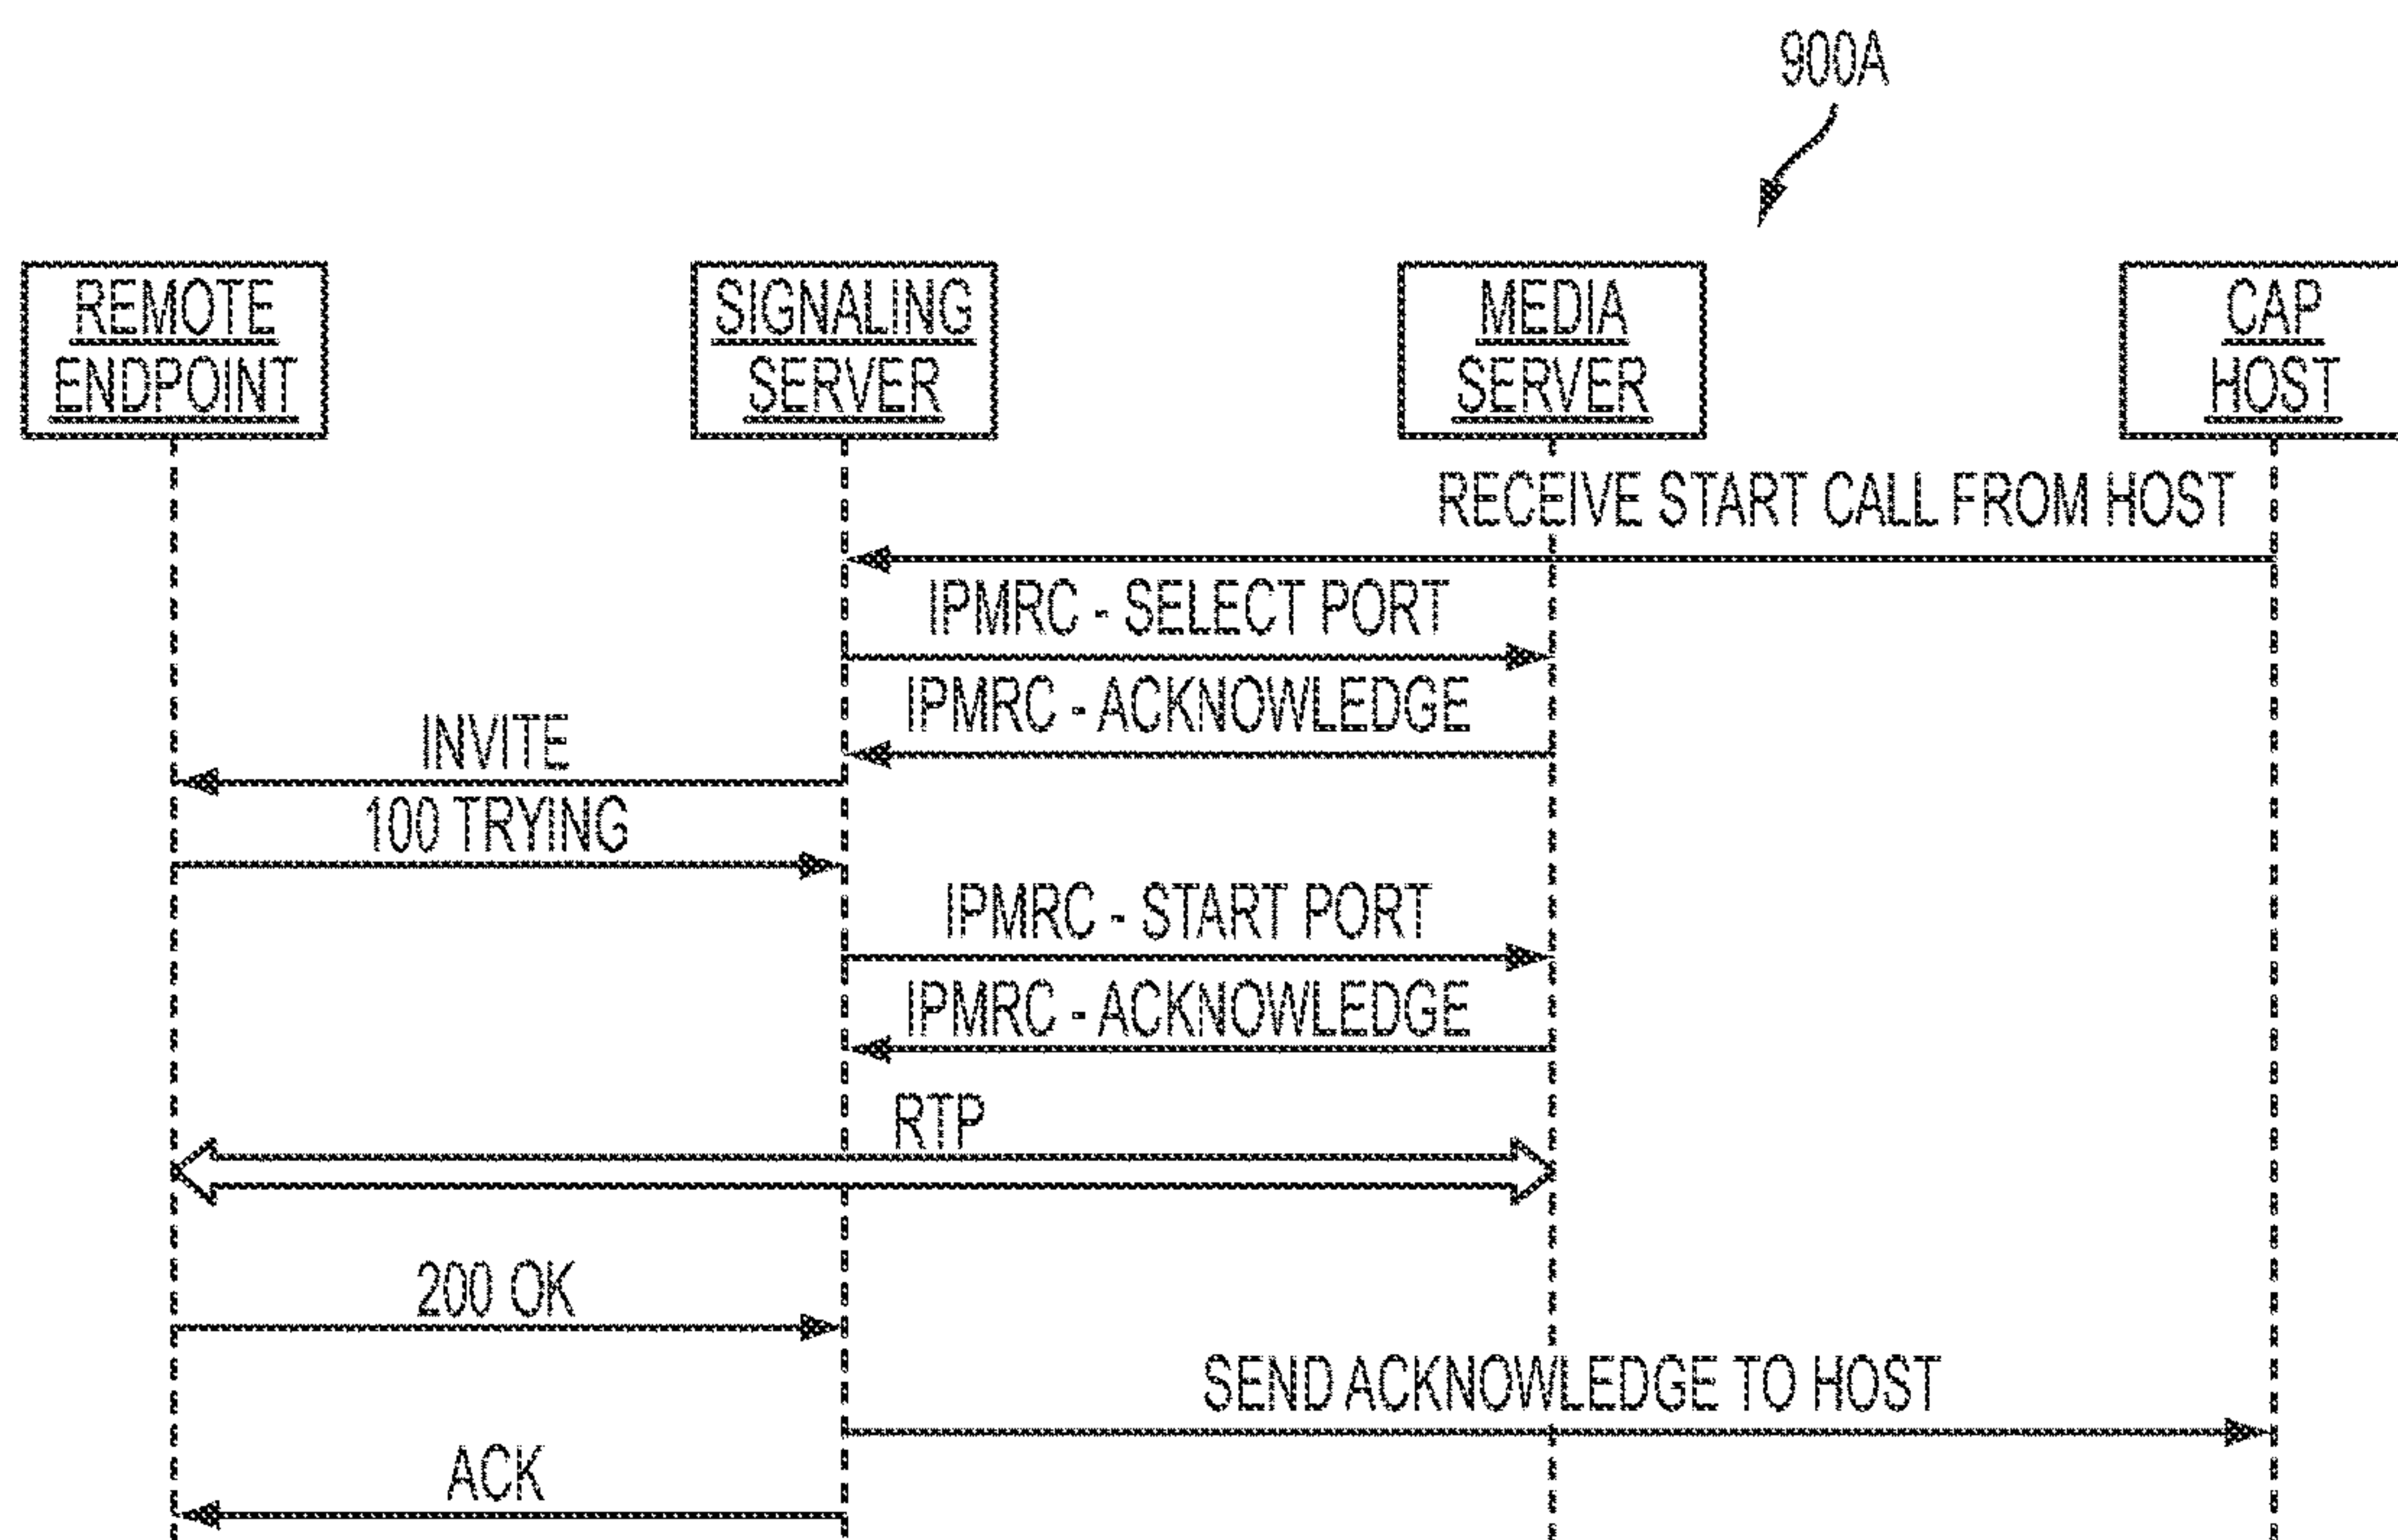 900A
REMOTE
ENDPOINT
SIGNALING
SERVER
MEDIA
SERVER
CAP
HOST
RECEIVE START CALL FROM HOST
IPMRC - SELECT PORT
IPMRC - ACKNOWLEDGE
INVITE
100 TRYING
IPMRC - START PORT
IPMRC - ACKNOWLEDGE
RTP
200 OK
SEND ACKNOWLEDGE TO HOST
ACK